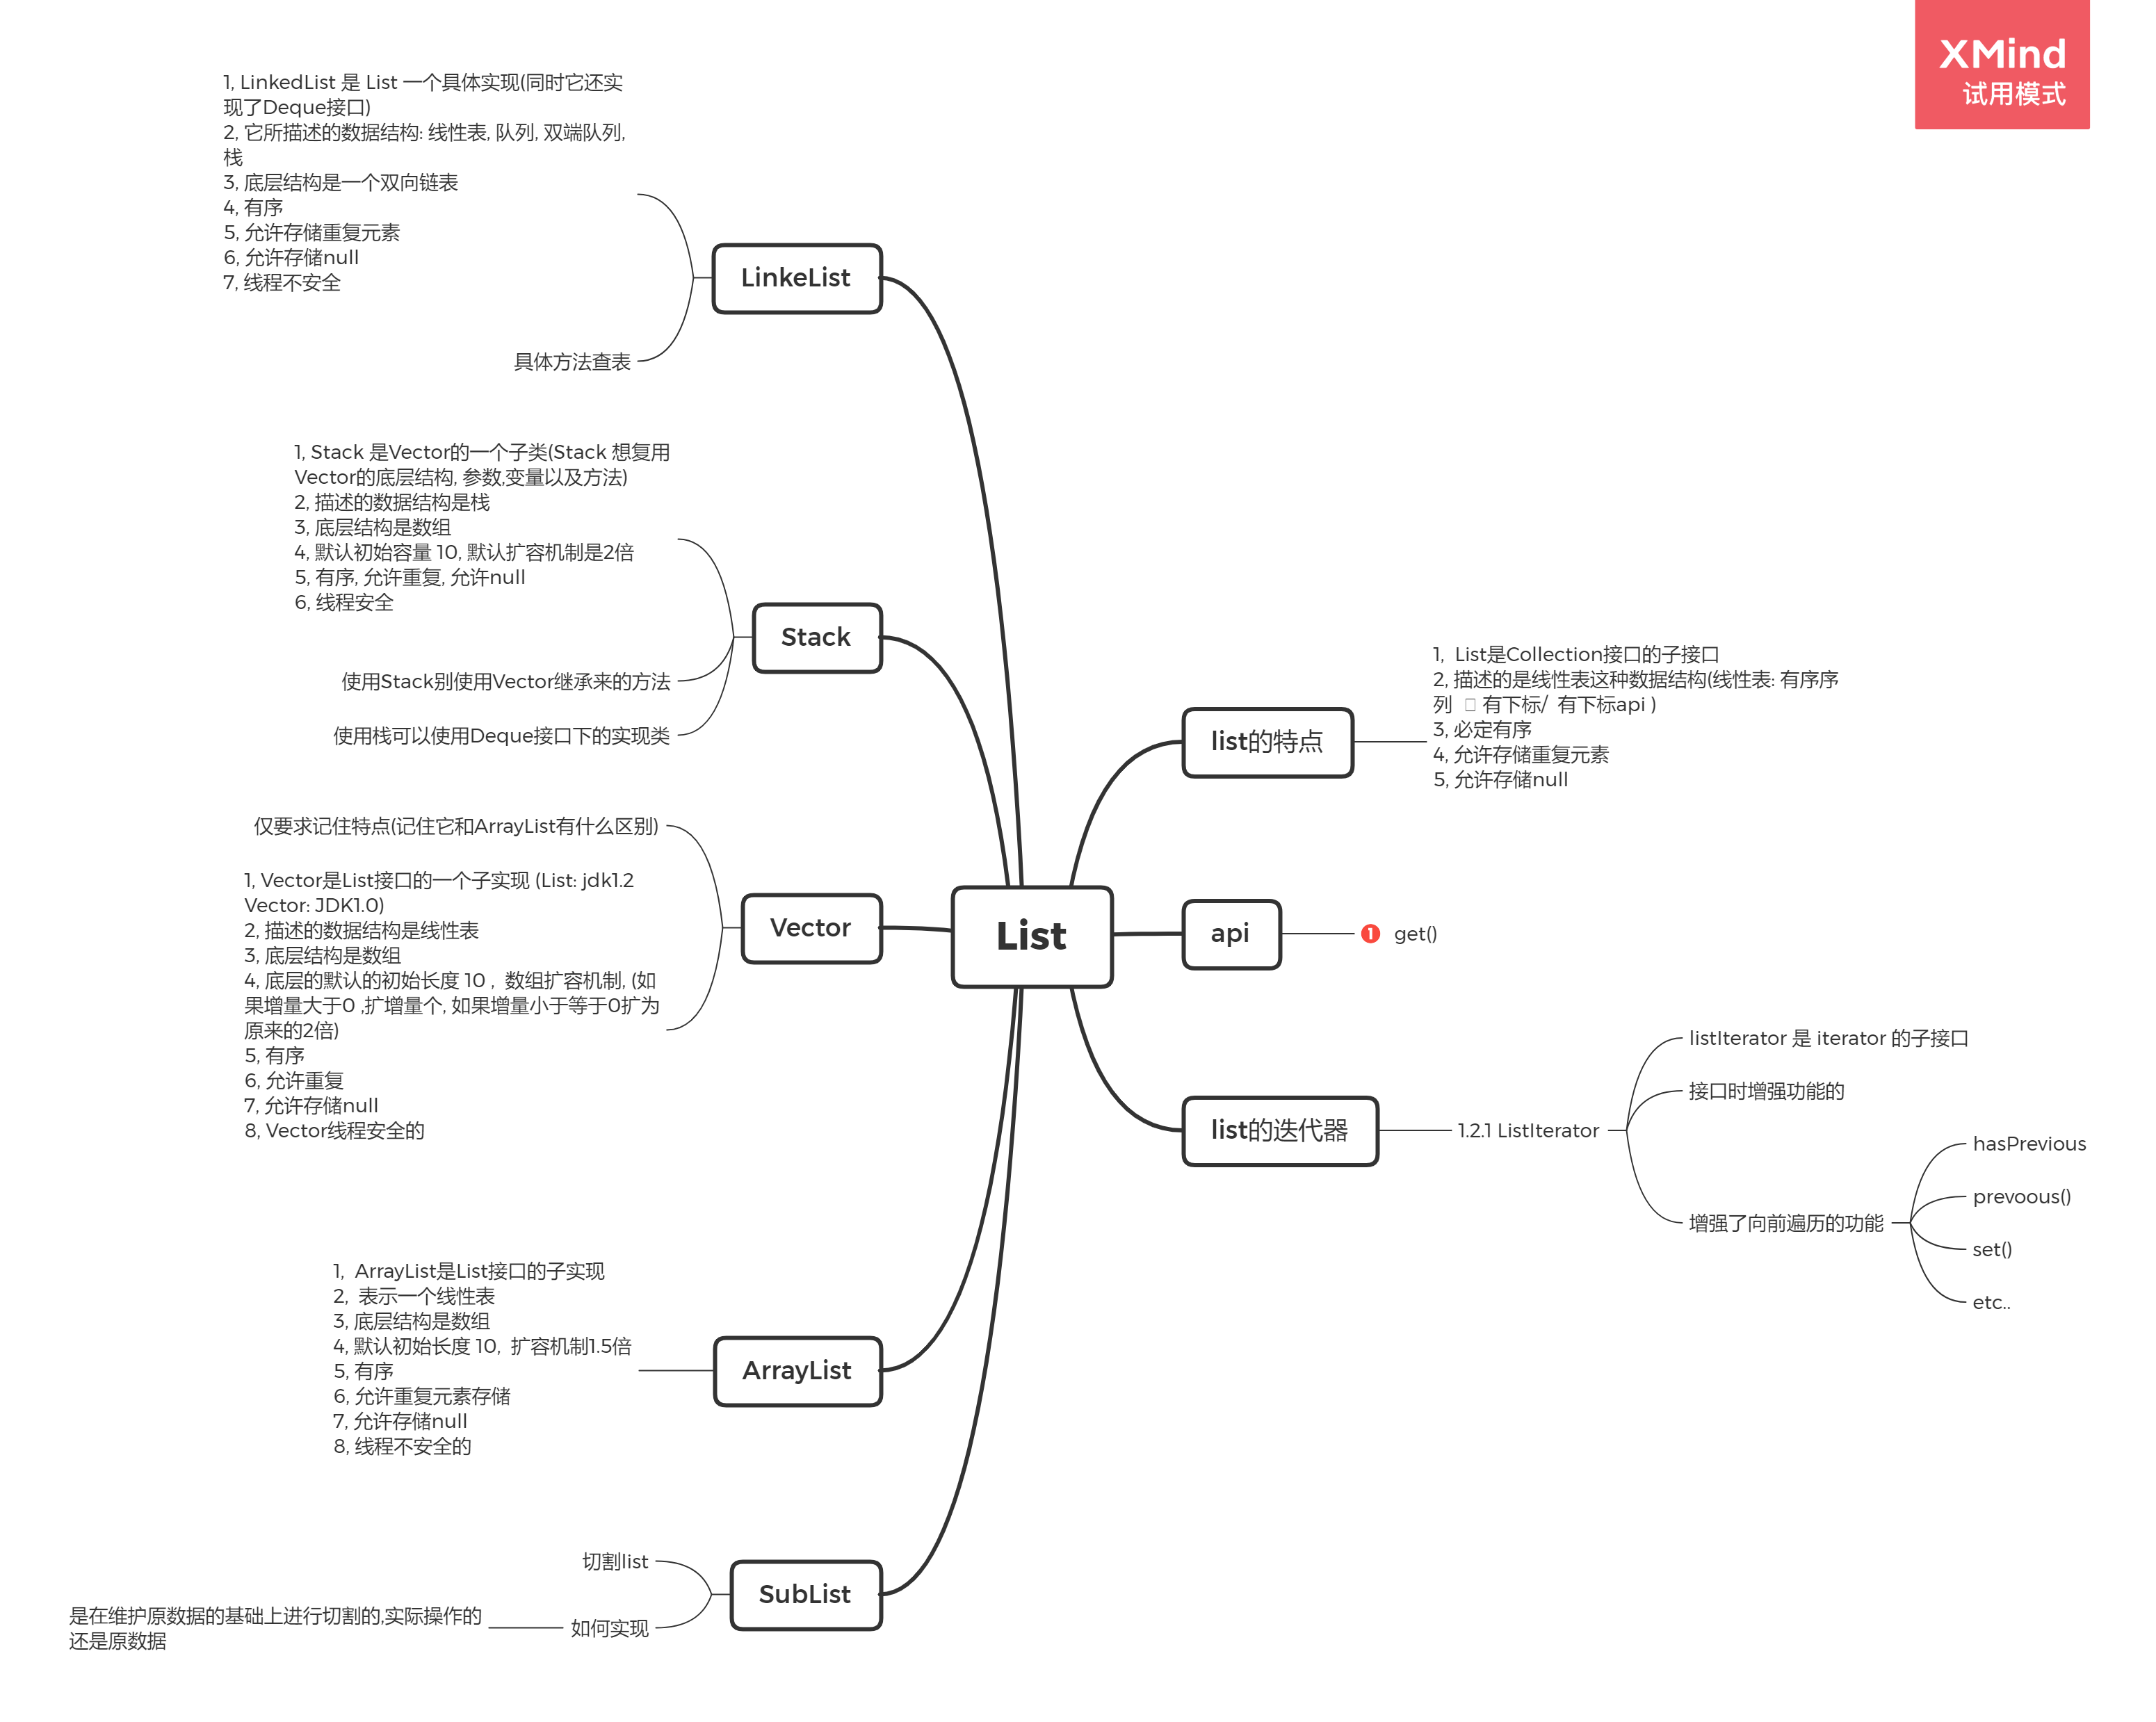 XMind
试用模式
1, LinkedList 是 List 一个具体实现(同时它还实
现了Deque接口)
2, 它所描述的数据结构: 线性表, 队列, 双端队列,
栈
3, 底层结构是一个双向链表
4, 有序
5, 允许存储重复元素
6, 允许存储null
7, 线程不安全
LinkeList
具体方法查表
1, Stack 是Vector的一个子类(Stack 想复用
Vector的底层结构, 参数,变量以及方法)
2, 描述的数据结构是栈
3, 底层结构是数组
4, 默认初始容量 10, 默认扩容机制是2倍
5, 有序, 允许重复, 允许null
6, 线程安全
Stack
使用Stack别使用Vector继承来的方法
使用栈可以使用Deque接口下的实现类
仅要求记住特点(记住它和ArrayList有什么区别)
1, Vector是List接口的一个子实现 (List: jdk1.2
Vector: JDK1.0)
2, 描述的数据结构是线性表
3, 底层结构是数组
4, 底层的默认的初始长度 10 ,  数组扩容机制, (如
果增量大于0 ,扩增量个, 如果增量小于等于0扩为
原来的2倍)
5, 有序
6, 允许重复
7, 允许存储null
8, Vector线程安全的
Vector
1,  ArrayList是List接口的子实现
2,  表示一个线性表
3, 底层结构是数组
4, 默认初始长度 10,  扩容机制1.5倍
5, 有序
6, 允许重复元素存储
7, 允许存储null
8, 线程不安全的
ArrayList
切割list
SubList
如何实现
是在维护原数据的基础上进行切割的,实际操作的
还是原数据
List
list的特点
1,  List是Collection接口的子接口
2, 描述的是线性表这种数据结构(线性表: 有序序
列  有下标/  有下标api )
3, 必定有序
4, 允许存储重复元素
5, 允许存储null
api
1 get()
list的迭代器
1.2.1 ListIterator
listIterator 是 iterator 的子接口
接口时增强功能的
增强了向前遍历的功能
hasPrevious
prevoous()
set()
etc..